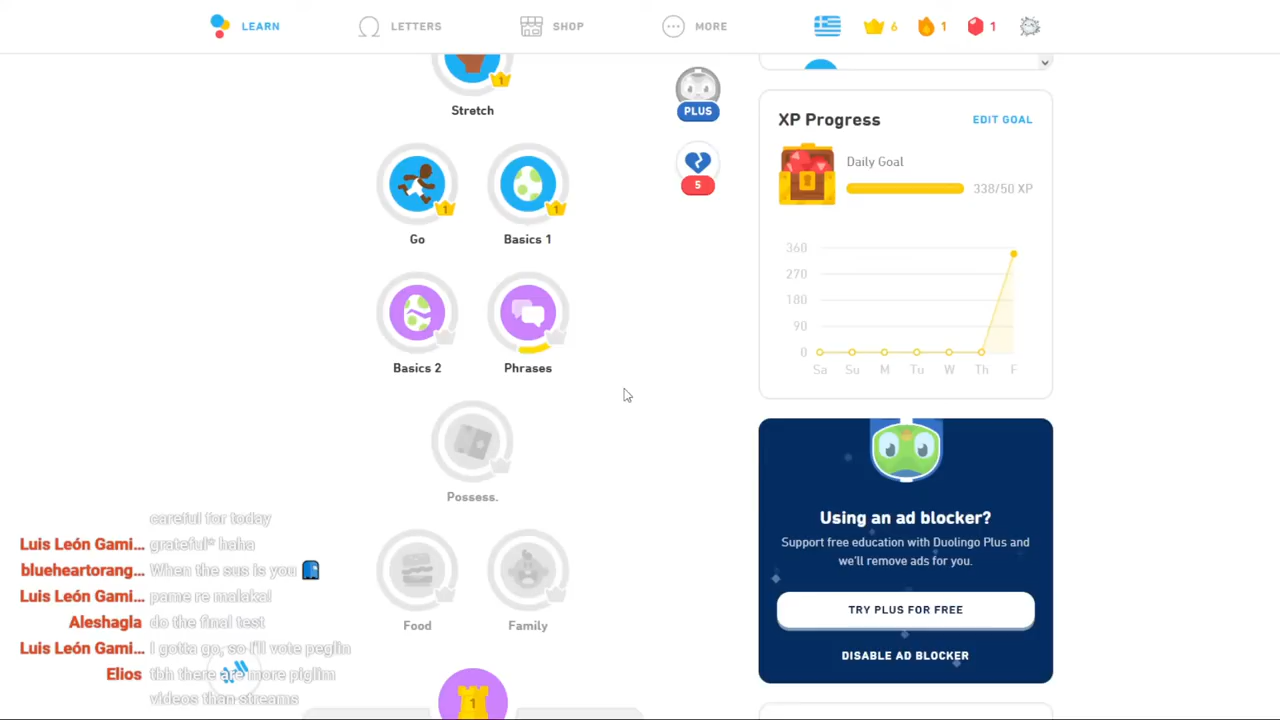 LEARN
LETTERS
SHOP
MORE
6
1
1
Stretch
1
PLUS
5
Go
1
Basics 1
1
Basics 2
Phrases
Possess.
Food
Family
1
XP Progress
EDIT GOAL
Daily Goal
338/50 XP
360
270
180
90
0
Sa Su M Tu W Th F
Using an ad blocker?
Support free education with Duolingo Plus and
we'll remove ads for you.
TRY PLUS FOR FREE
DISABLE AD BLOCKER
careful for today
Luis León Gami... grateful* haha
blueheartorang... When the sus is you
Luis León Gami... pame re malaka!
Aleshagla do the final test
Luis León Gami... I gotta go, so I'll vote peglin
Elios tbh there are more piglim
videos than streams